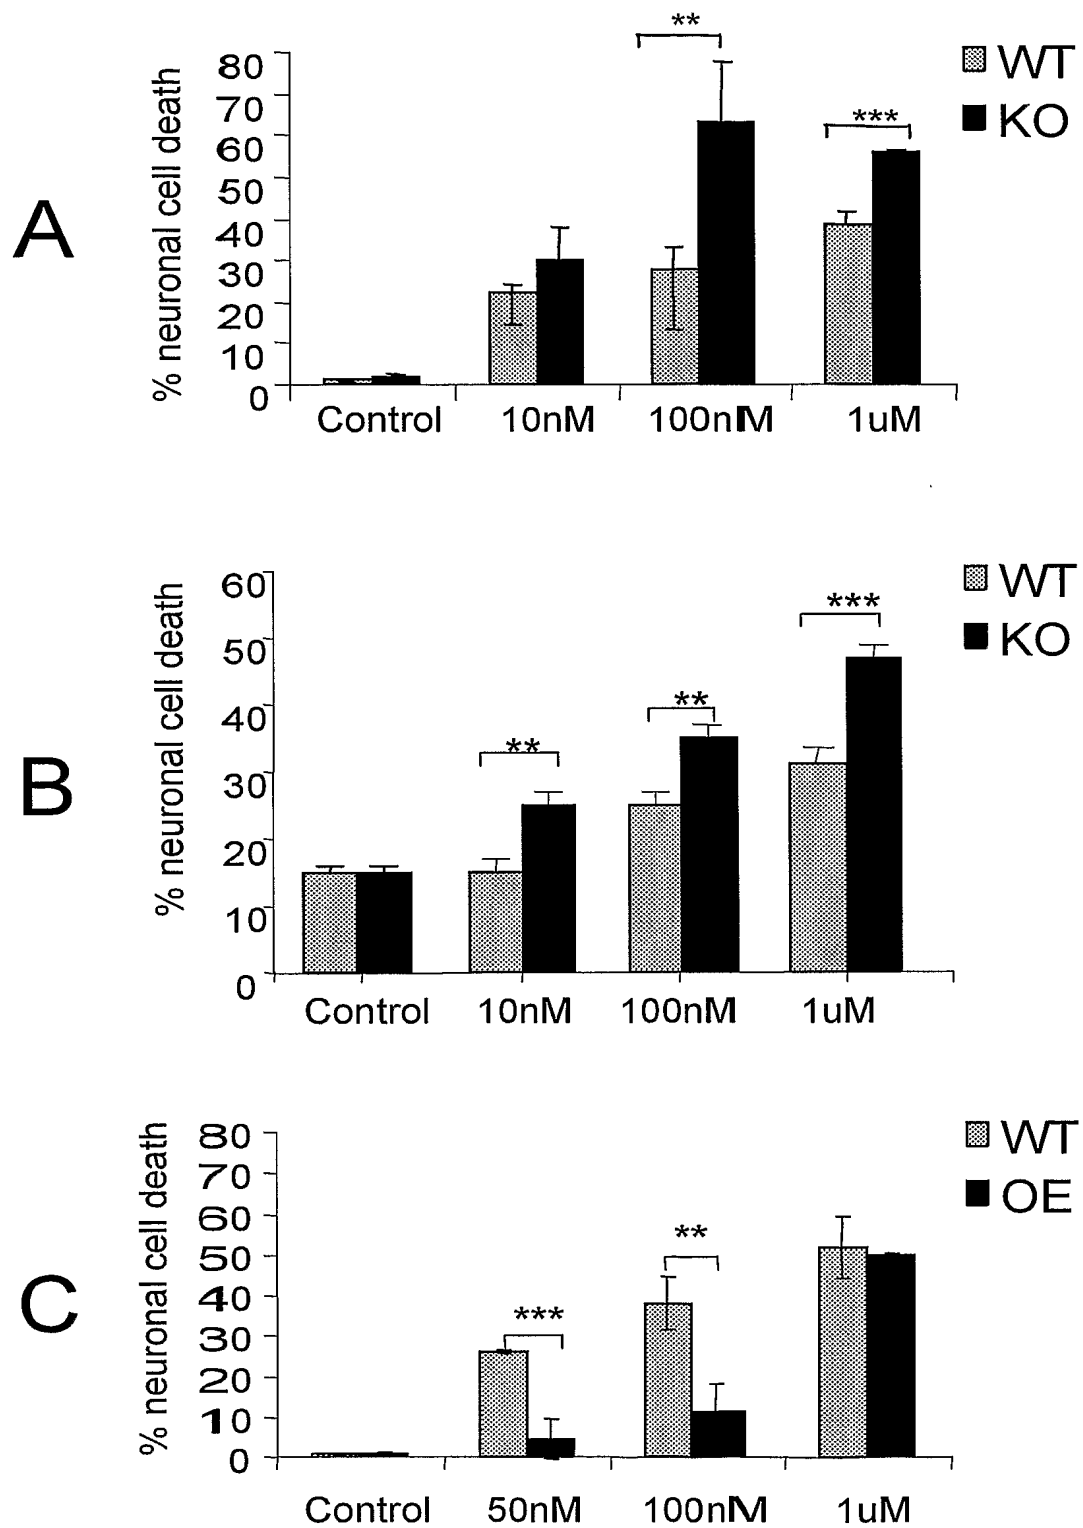 A
% neuronal cell death
80
70
60
50
40
30
20
10
0
**
***
WT
KO
Control 10nM 100nM 1uM
B
% neuronal cell death
60
50
40
30
20
10
0
**
**
***
WT
KO
Control 10nM 100nM 1uM
C
% neuronal cell death
80
70
60
50
40
30
20
10
0
***
**
WT
OE
Control 50nM 100nM 1uM